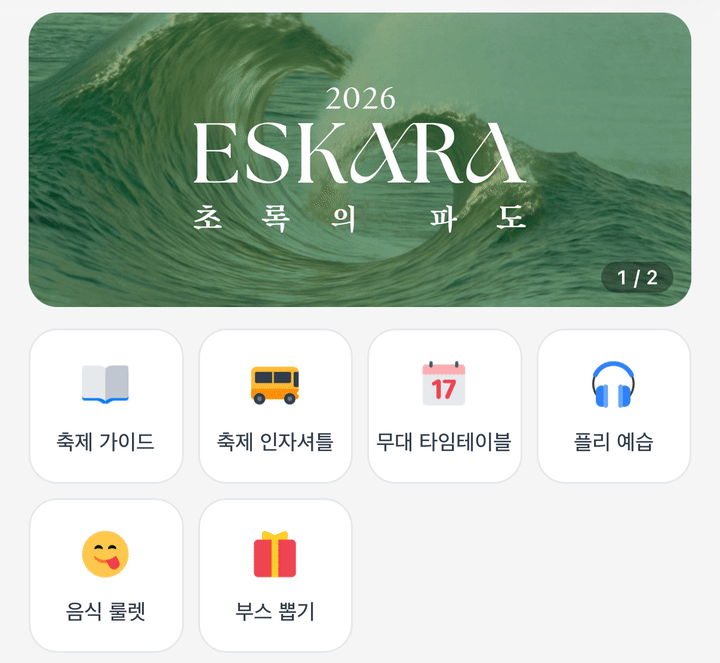 2026
ESKARA
초록의 파도
1 / 2
축제 가이드
축제 인자셔틀
무대 타임테이블
플리 예습
음식 룰렛
부스 뽑기
17